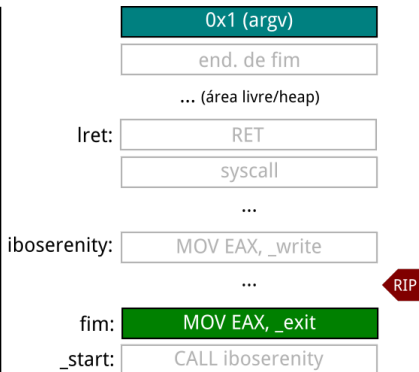 0x1 (argv)
end. de fim
... (área livre/heap)
lret: RET
syscall
...
iboserenity: MOV EAX, _write
...
RIP
fim: MOV EAX, _exit
_start: CALL iboserenity